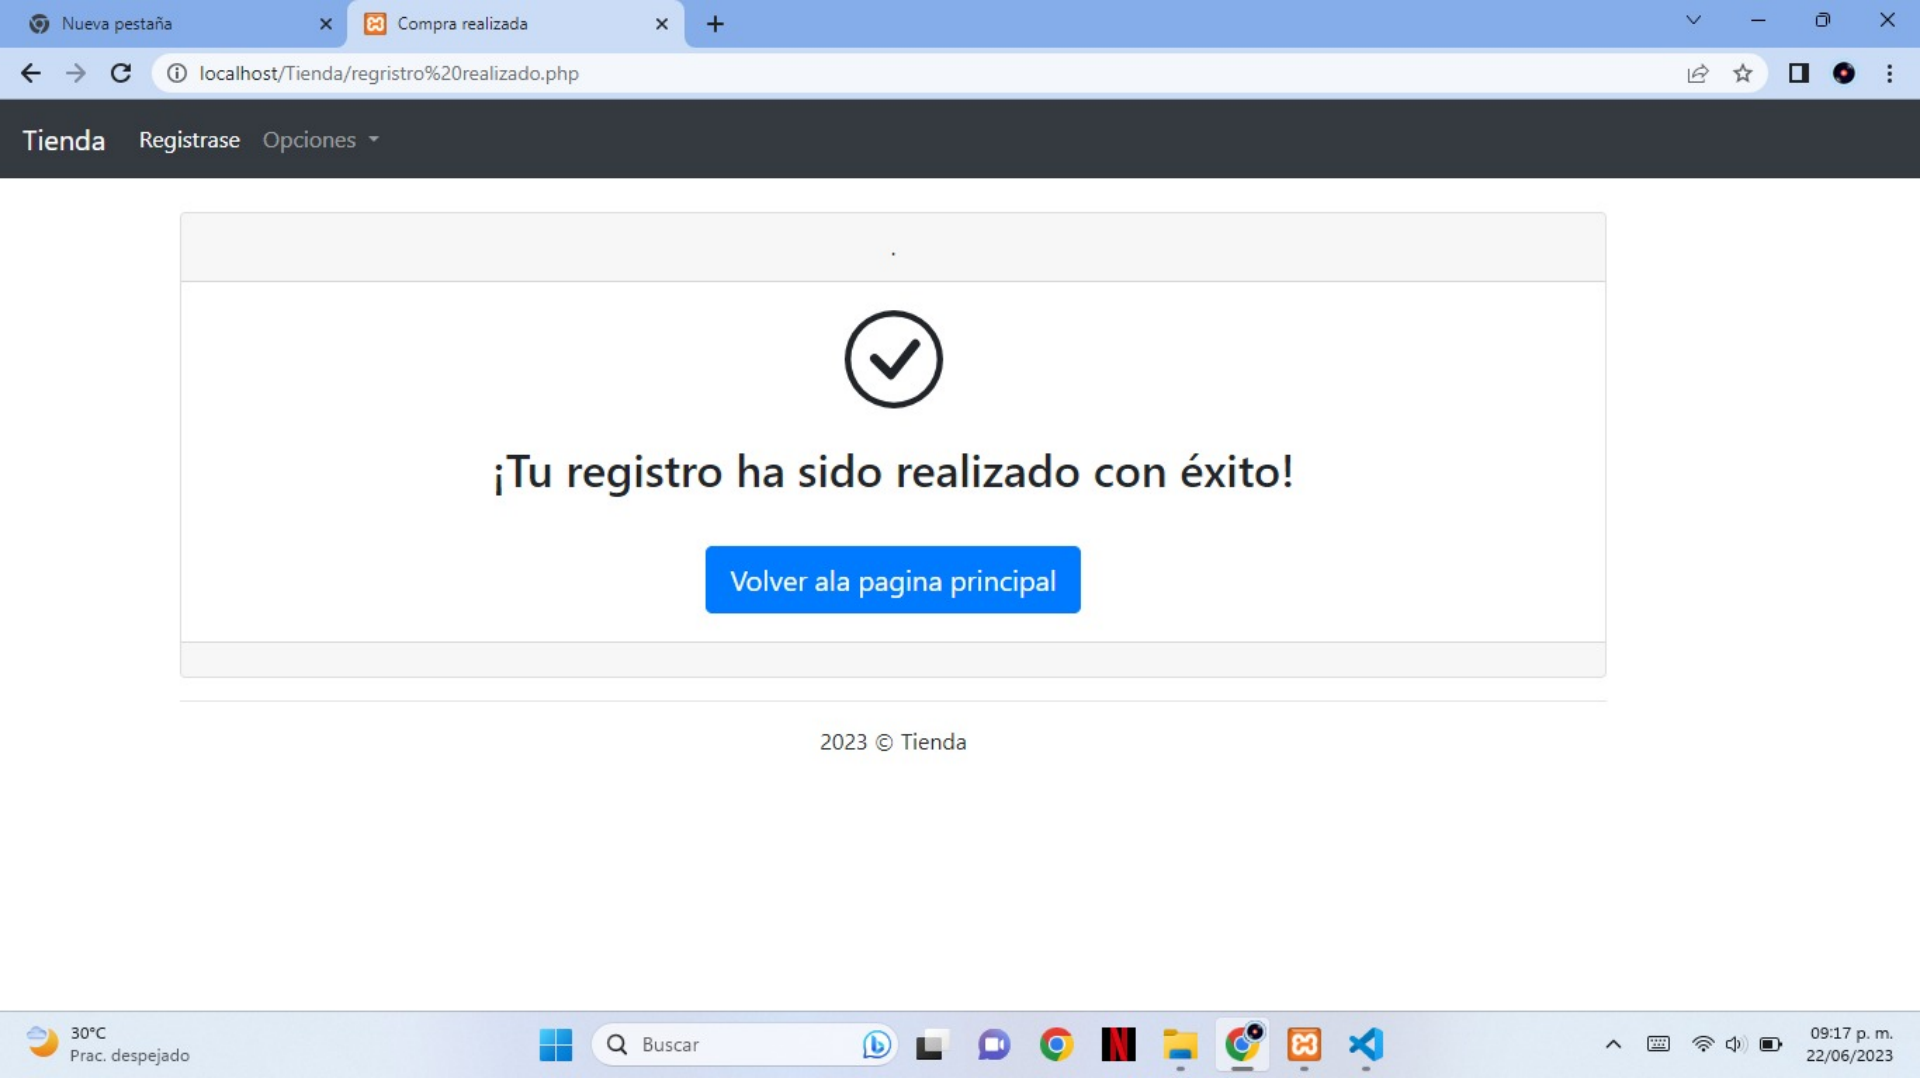 Nueva pestaña
Compra realizada
localhost/Tienda/regristro%20realizado.php
Tienda Registrase Opciones
.
¡Tu registro ha sido realizado con éxito!
Volver ala pagina principal
2023 © Tienda
30°C
Prac. despejado
Buscar
09:17 p. m.
22/06/2023